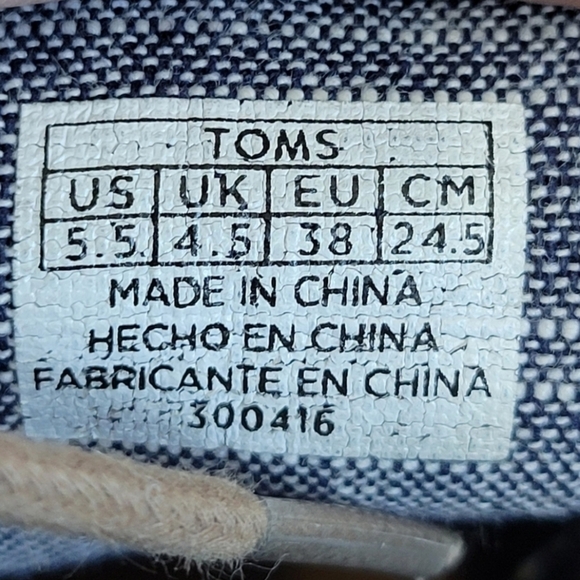 TOMS
US UK EU CM
5.5 4.5 38 24.5
MADE IN CHINA
HECHO EN CHINA
FABRICANTE EN CHINA
300416